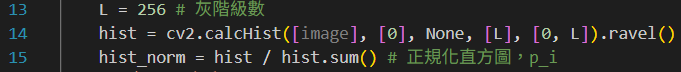 13 L = 256 # 灰階級數
14 hist = cv2.calcHist([image], [0], None, [L], [0, L]).ravel()
15 hist_norm = hist / hist.sum() # 正規化直方圖，p_i